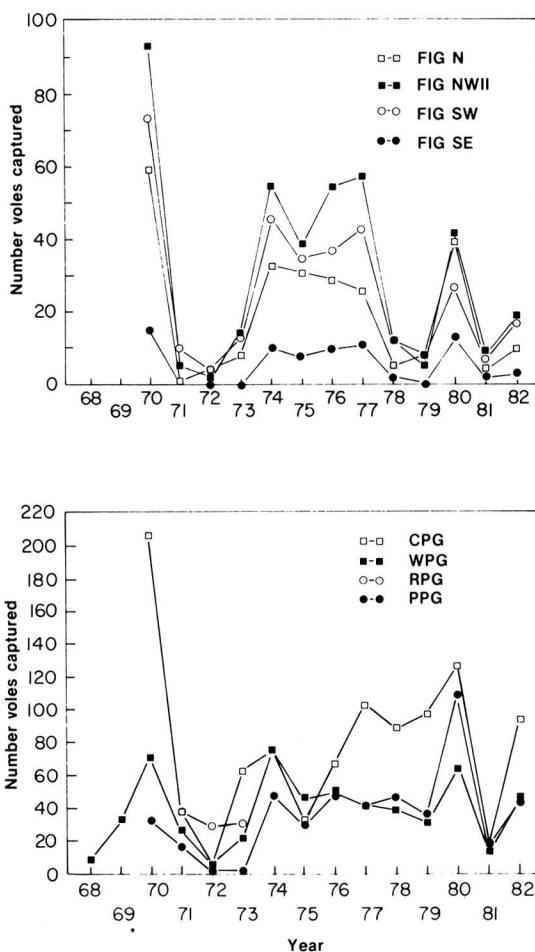 100
80
60
40
20
0
Number voles captured
□-□ FIG N
■-■ FIG NWII
○-○ FIG SW
●-● FIG SE
68 70 72 74 76 78 80 82
69 71 73 75 77 79 81
220
200
180
160
140
120
100
80
60
40
20
0
Number voles captured
□-□ CPG
■-■ WPG
○-○ RPG
●-● PPG
68 70 72 74 76 78 80 82
69 71 73 75 77 79 81
Year